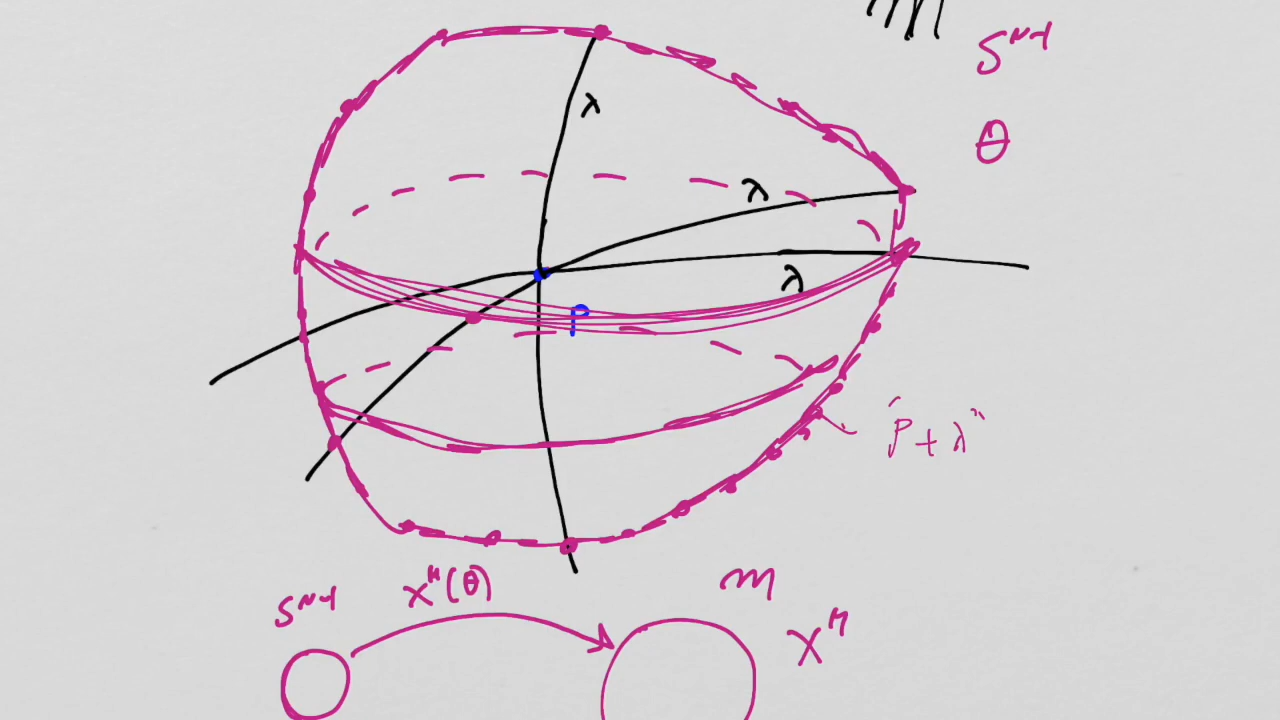 m
S^{N-1}
θ
λ
λ
λ
P
"P + λ"
S^{N-1}
x^μ(θ)
m
x^μ